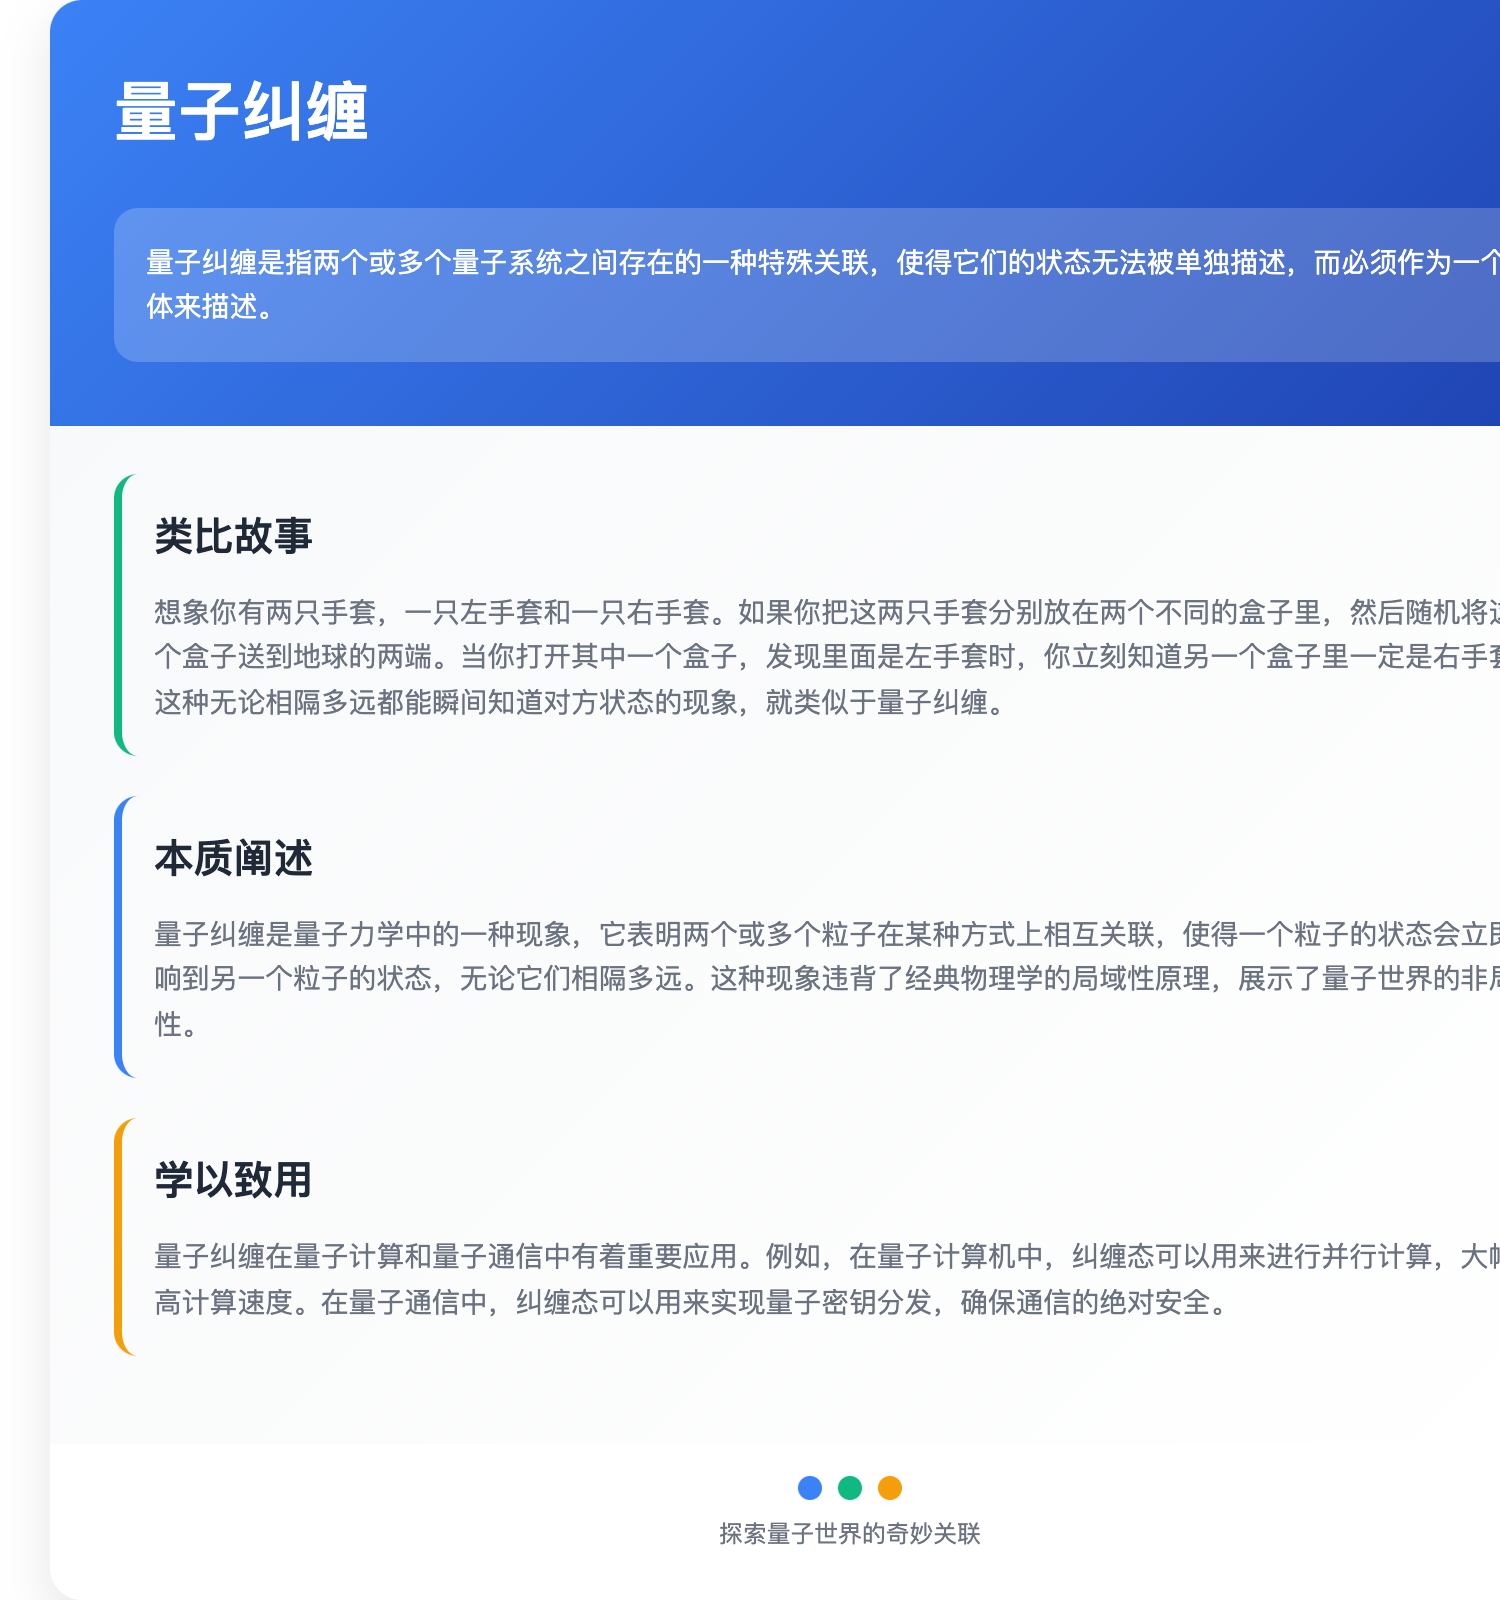 量子纠缠
量子纠缠是指两个或多个量子系统之间存在的一种特殊关联，使得它们的状态无法被单独描述，而必须作为一个
体来描述。
类比故事
想象你有两只手套，一只左手套和一只右手套。如果你把这两只手套分别放在两个不同的盒子里，然后随机将这
个盒子送到地球的两端。当你打开其中一个盒子，发现里面是左手套时，你立刻知道另一个盒子里一定是右手套
这种无论相隔多远都能瞬间知道对方状态的现象，就类似于量子纠缠。
本质阐述
量子纠缠是量子力学中的一种现象，它表明两个或多个粒子在某种方式上相互关联，使得一个粒子的状态会立即
响到另一个粒子的状态，无论它们相隔多远。这种现象违背了经典物理学的局域性原理，展示了量子世界的非局
性。
学以致用
量子纠缠在量子计算和量子通信中有着重要应用。例如，在量子计算机中，纠缠态可以用来进行并行计算，大幅
高计算速度。在量子通信中，纠缠态可以用来实现量子密钥分发，确保通信的绝对安全。
探索量子世界的奇妙关联